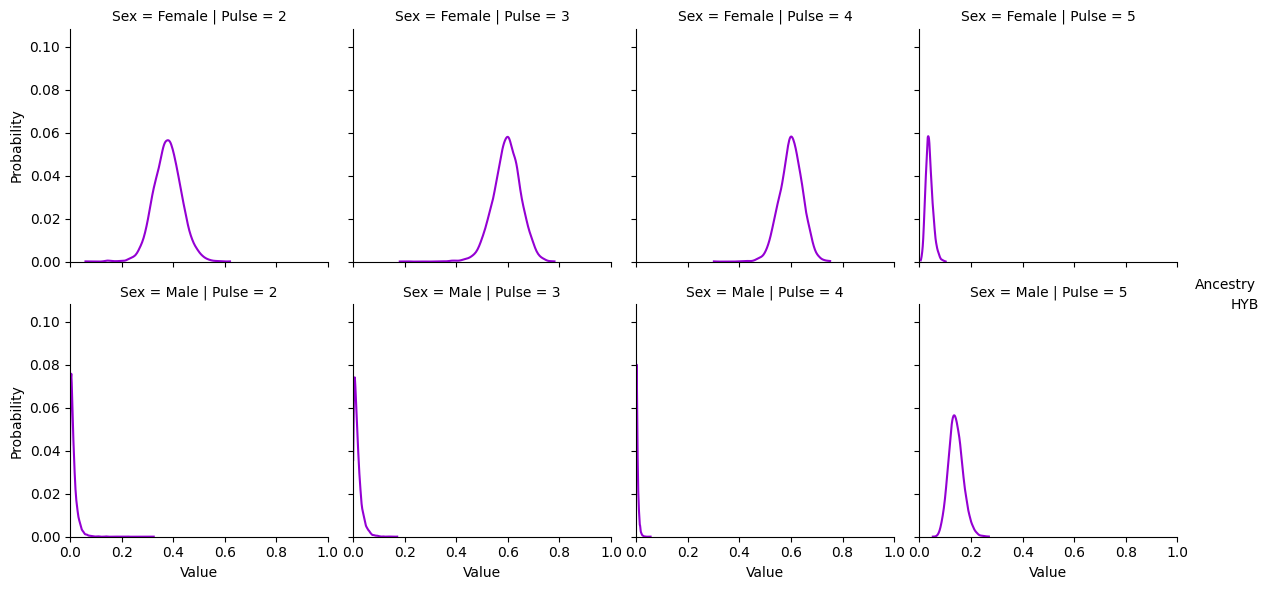 Sex = Female | Pulse = 2
Sex = Female | Pulse = 3
Sex = Female | Pulse = 4
Sex = Female | Pulse = 5
0.10
0.08
0.06
0.04
0.02
0.00
Probability
Sex = Male | Pulse = 2
Sex = Male | Pulse = 3
Sex = Male | Pulse = 4
Sex = Male | Pulse = 5
Ancestry
HYB
0.10
0.08
0.06
0.04
0.02
0.00
Probability
0.0 0.2 0.4 0.6 0.8 1.0
0.0 0.2 0.4 0.6 0.8 1.0
0.0 0.2 0.4 0.6 0.8 1.0
0.0 0.2 0.4 0.6 0.8 1.0
Value
Value
Value
Value